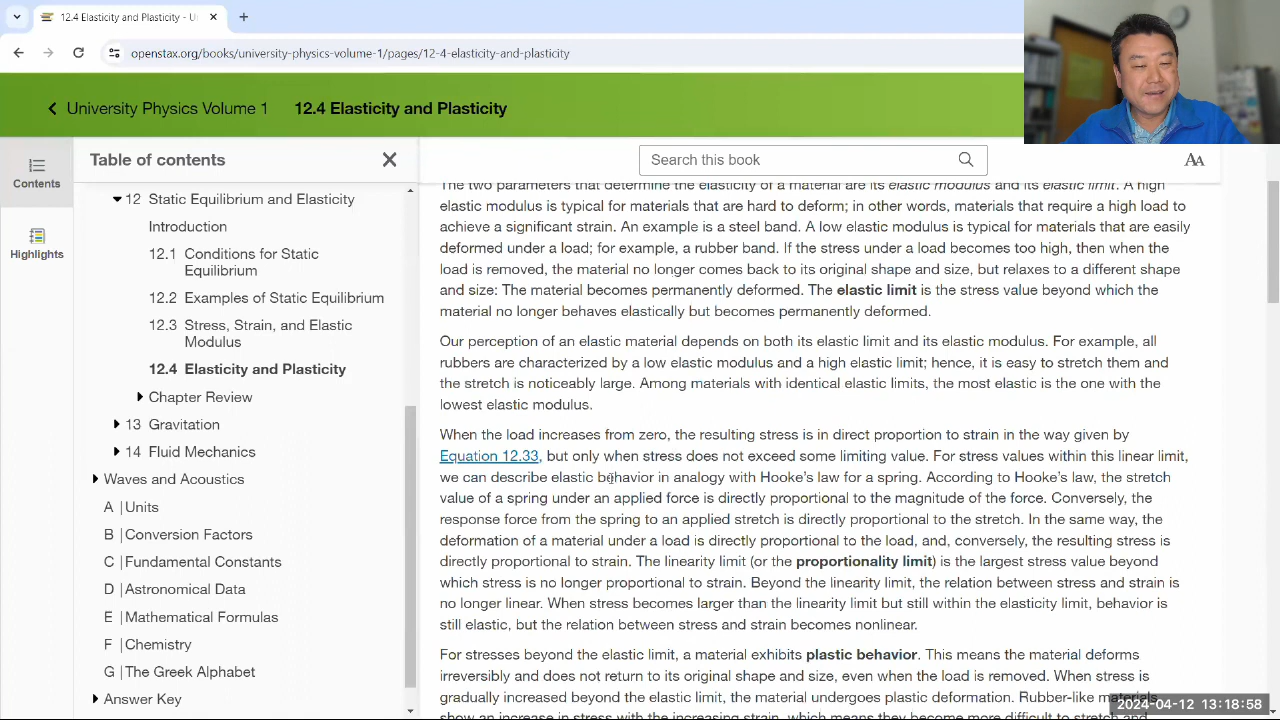 12.4 Elasticity and Plasticity - U
openstax.org/books/university-physics-volume-1/pages/12-4-elasticity-and-plasticity
University Physics Volume 1
12.4 Elasticity and Plasticity
Contents
Highlights
Table of contents
12 Static Equilibrium and Elasticity
Introduction
12.1 Conditions for Static
Equilibrium
12.2 Examples of Static Equilibrium
12.3 Stress, Strain, and Elastic
Modulus
12.4 Elasticity and Plasticity
Chapter Review
13 Gravitation
14 Fluid Mechanics
Waves and Acoustics
A | Units
B | Conversion Factors
C | Fundamental Constants
D | Astronomical Data
E | Mathematical Formulas
F | Chemistry
G | The Greek Alphabet
Answer Key
Search this book
AA
The two parameters that determine the elasticity of a material are its elastic modulus and its elastic limit. A high
elastic modulus is typical for materials that are hard to deform; in other words, materials that require a high load to
achieve a significant strain. An example is a steel band. A low elastic modulus is typical for materials that are easily
deformed under a load; for example, a rubber band. If the stress under a load becomes too high, then when the
load is removed, the material no longer comes back to its original shape and size, but relaxes to a different shape
and size: The material becomes permanently deformed. The elastic limit is the stress value beyond which the
material no longer behaves elastically but becomes permanently deformed.
Our perception of an elastic material depends on both its elastic limit and its elastic modulus. For example, all
rubbers are characterized by a low elastic modulus and a high elastic limit; hence, it is easy to stretch them and
the stretch is noticeably large. Among materials with identical elastic limits, the most elastic is the one with the
lowest elastic modulus.
When the load increases from zero, the resulting stress is in direct proportion to strain in the way given by
Equation 12.33, but only when stress does not exceed some limiting value. For stress values within this linear limit,
we can describe elastic behavior in analogy with Hooke's law for a spring. According to Hooke's law, the stretch
value of a spring under an applied force is directly proportional to the magnitude of the force. Conversely, the
response force from the spring to an applied stretch is directly proportional to the stretch. In the same way, the
deformation of a material under a load is directly proportional to the load, and, conversely, the resulting stress is
directly proportional to strain. The linearity limit (or the proportionality limit) is the largest stress value beyond
which stress is no longer proportional to strain. Beyond the linearity limit, the relation between stress and strain is
no longer linear. When stress becomes larger than the linearity limit but still within the elasticity limit, behavior is
still elastic, but the relation between stress and strain becomes nonlinear.
For stresses beyond the elastic limit, a material exhibits plastic behavior. This means the material deforms
irreversibly and does not return to its original shape and size, even when the load is removed. When stress is
gradually increased beyond the elastic limit, the material undergoes plastic deformation. Rubber-like materials
show an increase in stress with the increasing strain, which means they become more difficult to stretch and
2024-04-12 13:18:58